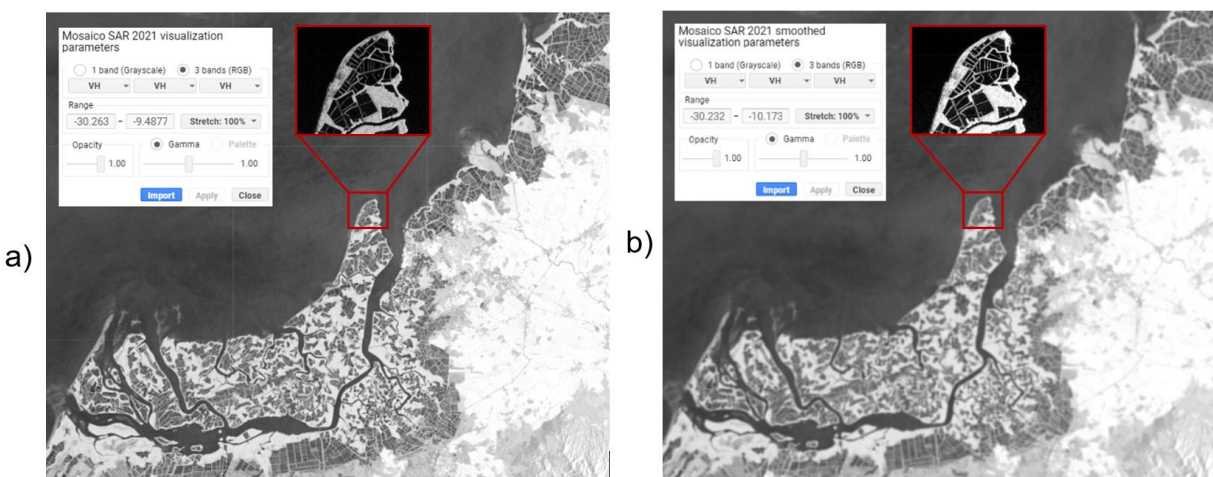 a)
Mosaico SAR 2021 visualization
parameters
1 band (Grayscale) 3 bands (RGB)
VH VH VH
Range
-30.263 - -9.4877 Stretch: 100%
Opacity Gamma Palette
1.00 1.00
Import Apply Close
b)
Mosaico SAR 2021 smoothed
visualization parameters
1 band (Grayscale) 3 bands (RGB)
VH VH VH
Range
-30.232 - -10.173 Stretch: 100%
Opacity Gamma Palette
1.00 1.00
Import Apply Close